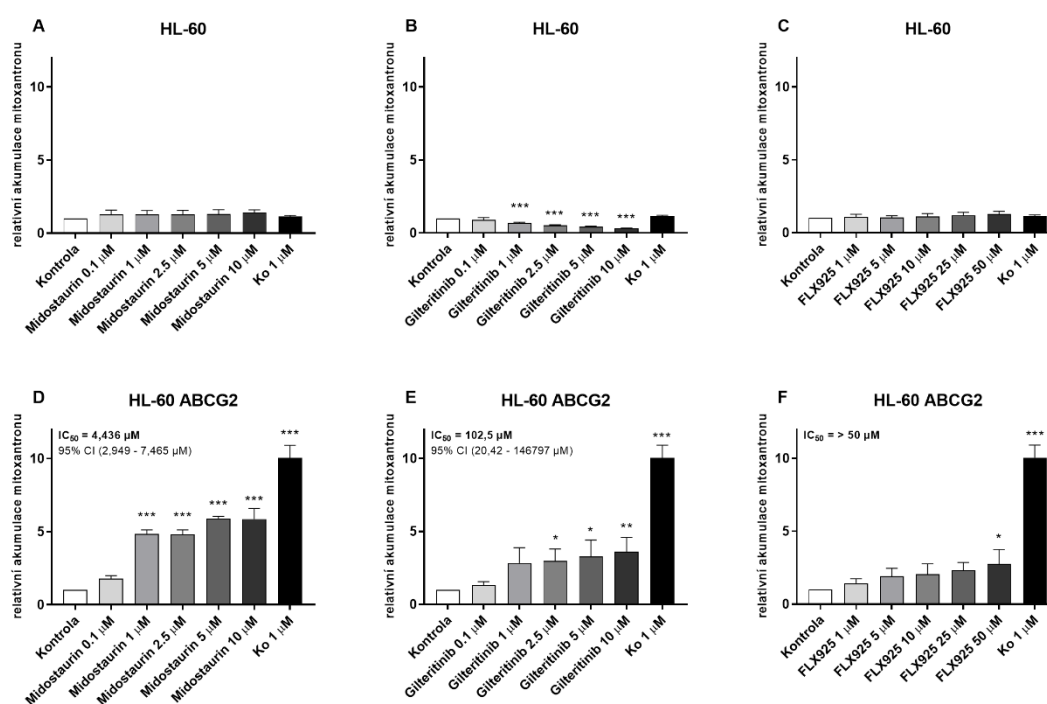 A
HL-60
relativní akumulace mitoxantronu
10
5
0
Kontrola
Midostaurin 0.1 μM
Midostaurin 1 μM
Midostaurin 2.5 μM
Midostaurin 5 μM
Midostaurin 10 μM
Ko 1 μM
B
HL-60
relativní akumulace mitoxantronu
10
5
0
***
***
***
***
Kontrola
Gilteritinib 0.1 μM
Gilteritinib 1 μM
Gilteritinib 2.5 μM
Gilteritinib 5 μM
Gilteritinib 10 μM
Ko 1 μM
C
HL-60
relativní akumulace mitoxantronu
10
5
0
Kontrola
FLX925 1 μM
FLX925 5 μM
FLX925 10 μM
FLX925 25 μM
FLX925 50 μM
Ko 1 μM
D
HL-60 ABCG2
relativní akumulace mitoxantronu
IC50 = 4,436 μM
95% CI (2,949 - 7,465 μM)
10
5
0
***
***
***
***
***
Kontrola
Midostaurin 0.1 μM
Midostaurin 1 μM
Midostaurin 2.5 μM
Midostaurin 5 μM
Midostaurin 10 μM
Ko 1 μM
E
HL-60 ABCG2
relativní akumulace mitoxantronu
IC50 = 102,5 μM
95% CI (20,42 - 146797 μM)
10
5
0
*
*
**
***
Kontrola
Gilteritinib 0.1 μM
Gilteritinib 1 μM
Gilteritinib 2.5 μM
Gilteritinib 5 μM
Gilteritinib 10 μM
Ko 1 μM
F
HL-60 ABCG2
relativní akumulace mitoxantronu
IC50 = > 50 μM
10
5
0
*
***
Kontrola
FLX925 1 μM
FLX925 5 μM
FLX925 10 μM
FLX925 25 μM
FLX925 50 μM
Ko 1 μM